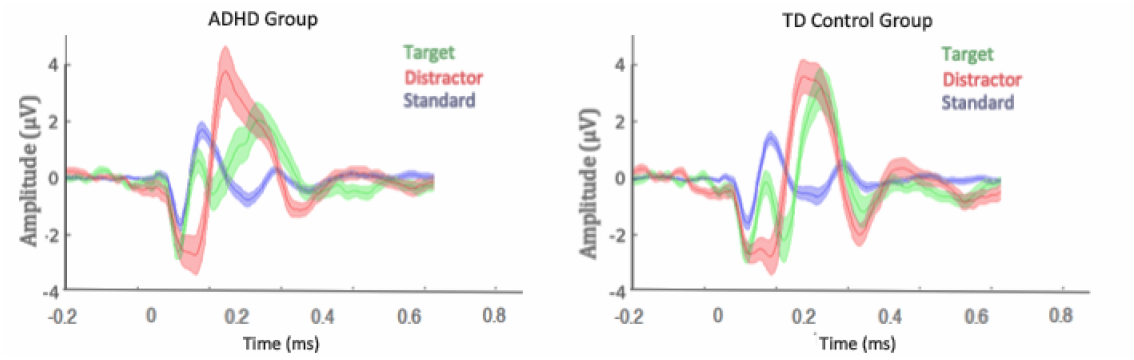 ADHD Group
Target
Distractor
Standard
Amplitude (μV)
4
2
0
-2
-4
-0.2 0 0.2 0.4 0.6 0.8
Time (ms)
TD Control Group
Target
Distractor
Standard
Amplitude (μV)
4
2
0
-2
-4
-0.2 0 0.2 0.4 0.6 0.8
Time (ms)